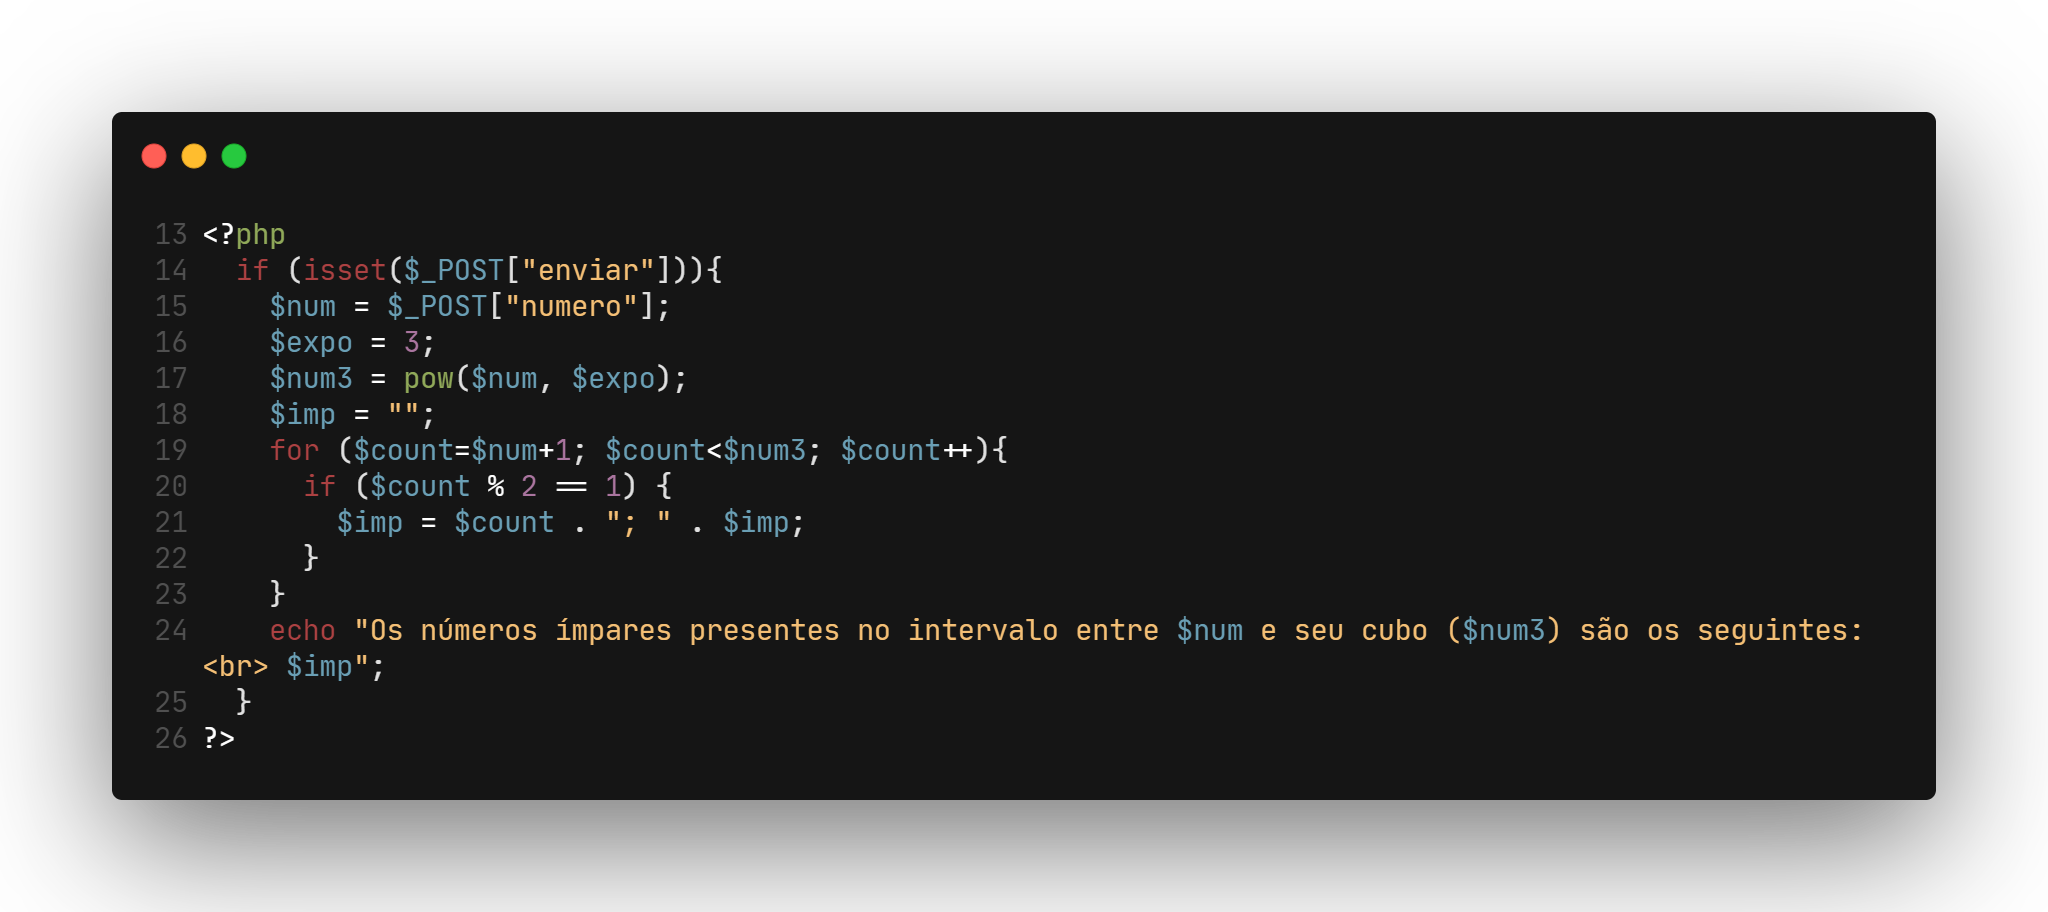 13 <?php
14   if (isset($_POST["enviar"])){
15     $num = $_POST["numero"];
16     $expo = 3;
17     $num3 = pow($num, $expo);
18     $imp = "";
19     for ($count=$num+1; $count<$num3; $count++){
20       if ($count % 2 == 1) {
21         $imp = $count . "; " . $imp;
22       }
23     }
24     echo "Os números ímpares presentes no intervalo entre $num e seu cubo ($num3) são os seguintes:
<br> $imp";
25   }
26 ?>